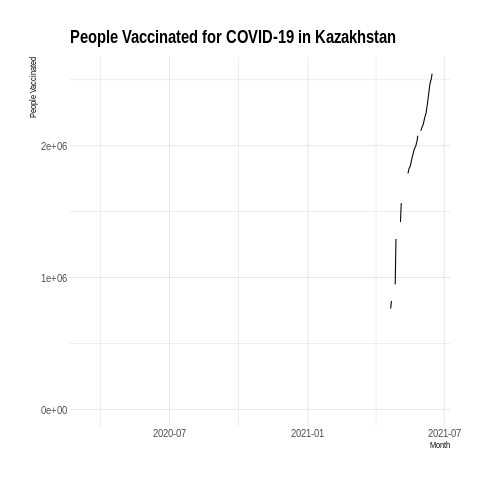 People Vaccinated for COVID-19 in Kazakhstan
People Vaccinated
2e+06
1e+06
0e+00
2020-07 2021-01 2021-07
Month